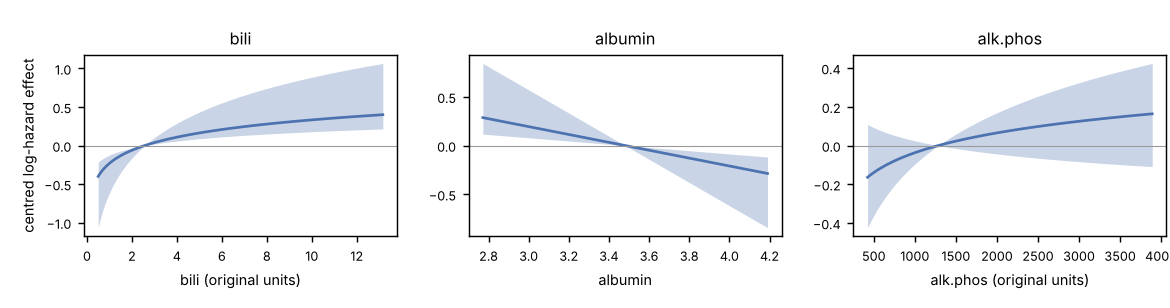 bili
albumin
alk.phos
centred log-hazard effect
1.0
0.5
0.0
−0.5
−1.0
0.5
0.0
−0.5
0.4
0.2
0.0
−0.2
−0.4
0 2 4 6 8 10 12
2.8 3.0 3.2 3.4 3.6 3.8 4.0 4.2
500 1000 1500 2000 2500 3000 3500 400
bili (original units)
albumin
alk.phos (original units)